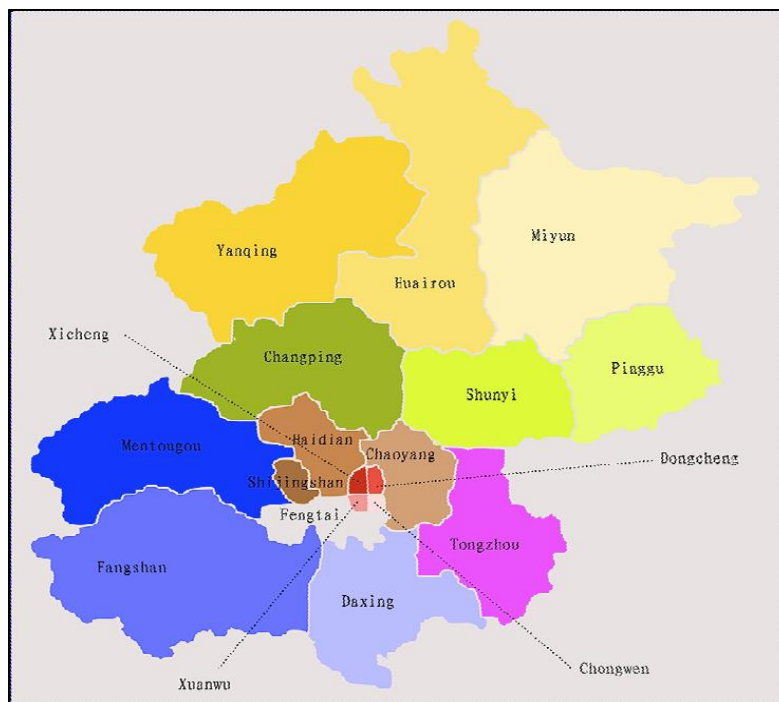 Yanqing
Miyun
Huairou
Xicheng
Changping
Pinggu
Shunyi
Mentougou
Haidian
Chaoyang
Dongcheng
Shijingshan
Fengtai
Tongzhou
Fangshan
Daxing
Chongwen
Xuanwu